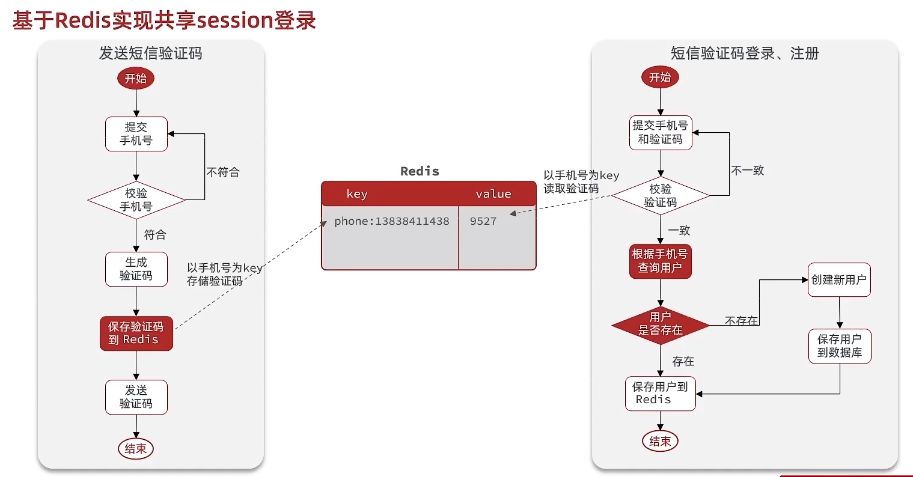 基于Redis实现共享session登录
发送短信验证码
开始
提交
手机号
不符合
校验
手机号
符合
生成
验证码
以手机号为key
存储验证码
保存验证码
到 Redis
发送
验证码
结束
Redis
key value
phone:13838411438 9527
短信验证码登录、注册
开始
提交手机号
和验证码
不一致
以手机号为key
读取验证码
校验
验证码
一致
根据手机号
查询用户
用户
是否存在
不存在
创建新用户
保存用户
到数据库
存在
保存用户到
Redis
结束